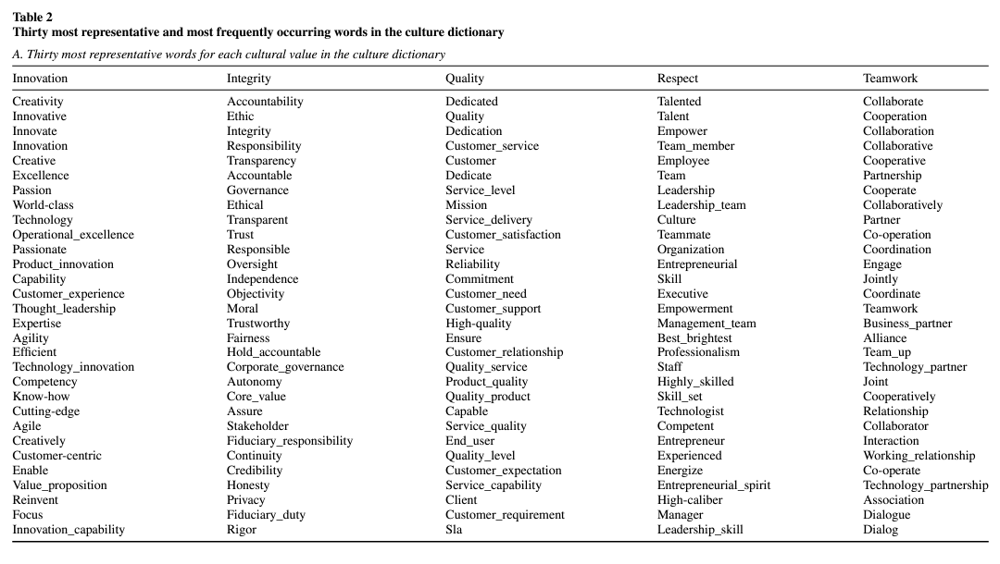 Table 2
Thirty most representative and most frequently occurring words in the culture dictionary
A. Thirty most representative words for each cultural value in the culture dictionary
Innovation Integrity Quality Respect Teamwork
Creativity Accountability Dedicated Talented Collaborate
Innovative Ethic Quality Talent Cooperation
Innovate Integrity Dedication Empower Collaboration
Innovation Responsibility Customer_service Team_member Collaborative
Creative Transparency Customer Employee Cooperative
Excellence Accountable Dedicate Team Partnership
Passion Governance Service_level Leadership Cooperate
World-class Ethical Mission Leadership_team Collaboratively
Technology Transparent Service_delivery Culture Partner
Operational_excellence Trust Customer_satisfaction Teammate Co-operation
Passionate Responsible Service Organization Coordination
Product_innovation Oversight Reliability Entrepreneurial Engage
Capability Independence Commitment Skill Jointly
Customer_experience Objectivity Customer_need Executive Coordinate
Thought_leadership Moral Customer_support Empowerment Teamwork
Expertise Trustworthy High-quality Management_team Business_partner
Agility Fairness Ensure Best_brightest Alliance
Efficient Hold_accountable Customer_relationship Professionalism Team_up
Technology_innovation Corporate_governance Quality_service Staff Technology_partner
Competency Autonomy Product_quality Highly_skilled Joint
Know-how Core_value Quality_product Skill_set Cooperatively
Cutting-edge Assure Capable Technologist Relationship
Agile Stakeholder Service_quality Competent Collaborator
Creatively Fiduciary_responsibility End_user Entrepreneur Interaction
Customer-centric Continuity Quality_level Experienced Working_relationship
Enable Credibility Customer_expectation Energize Co-operate
Value_proposition Honesty Service_capability Entrepreneurial_spirit Technology_partnership
Reinvent Privacy Client High-caliber Association
Focus Fiduciary_duty Customer_requirement Manager Dialogue
Innovation_capability Rigor Sla Leadership_skill Dialog